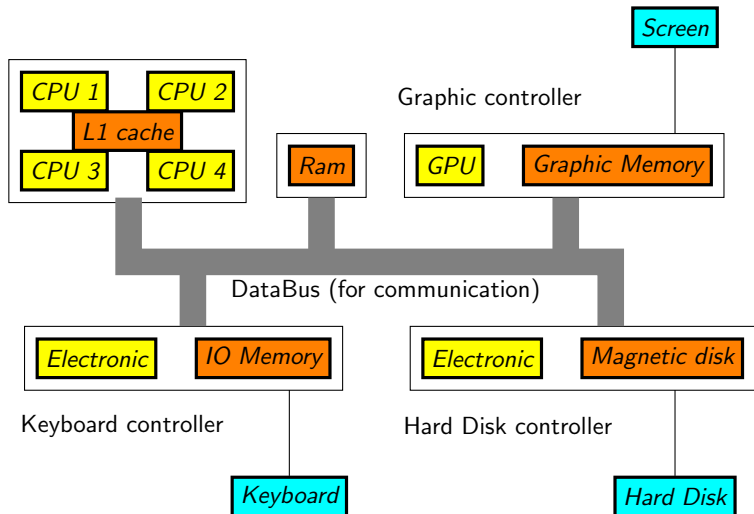 Screen
CPU 1
CPU 2
Graphic controller
L1 cache
CPU 3
CPU 4
Ram
GPU
Graphic Memory
DataBus (for communication)
Electronic
IO Memory
Electronic
Magnetic disk
Keyboard controller
Hard Disk controller
Keyboard
Hard Disk